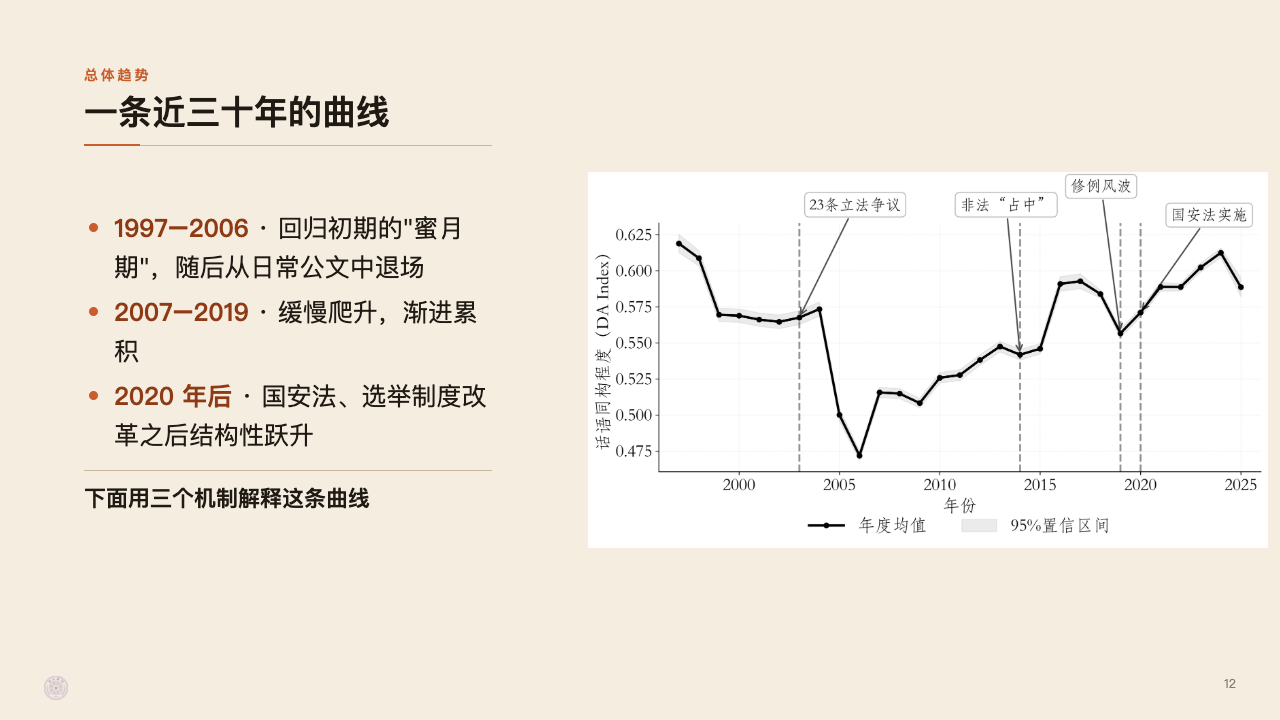 总体趋势
一条近三十年的曲线
1997—2006 · 回归初期的"蜜月
期"，随后从日常公文中退场
2007—2019 · 缓慢爬升，渐进累
积
2020 年后 · 国安法、选举制度改
革之后结构性跃升
下面用三个机制解释这条曲线
修例风波
23条立法争议
非法“占中”
国安法实施
话语同构程度（DA Index）
0.625
0.600
0.575
0.550
0.525
0.500
0.475
2000 2005 2010 2015 2020 2025
年份
年度均值 95%置信区间
12